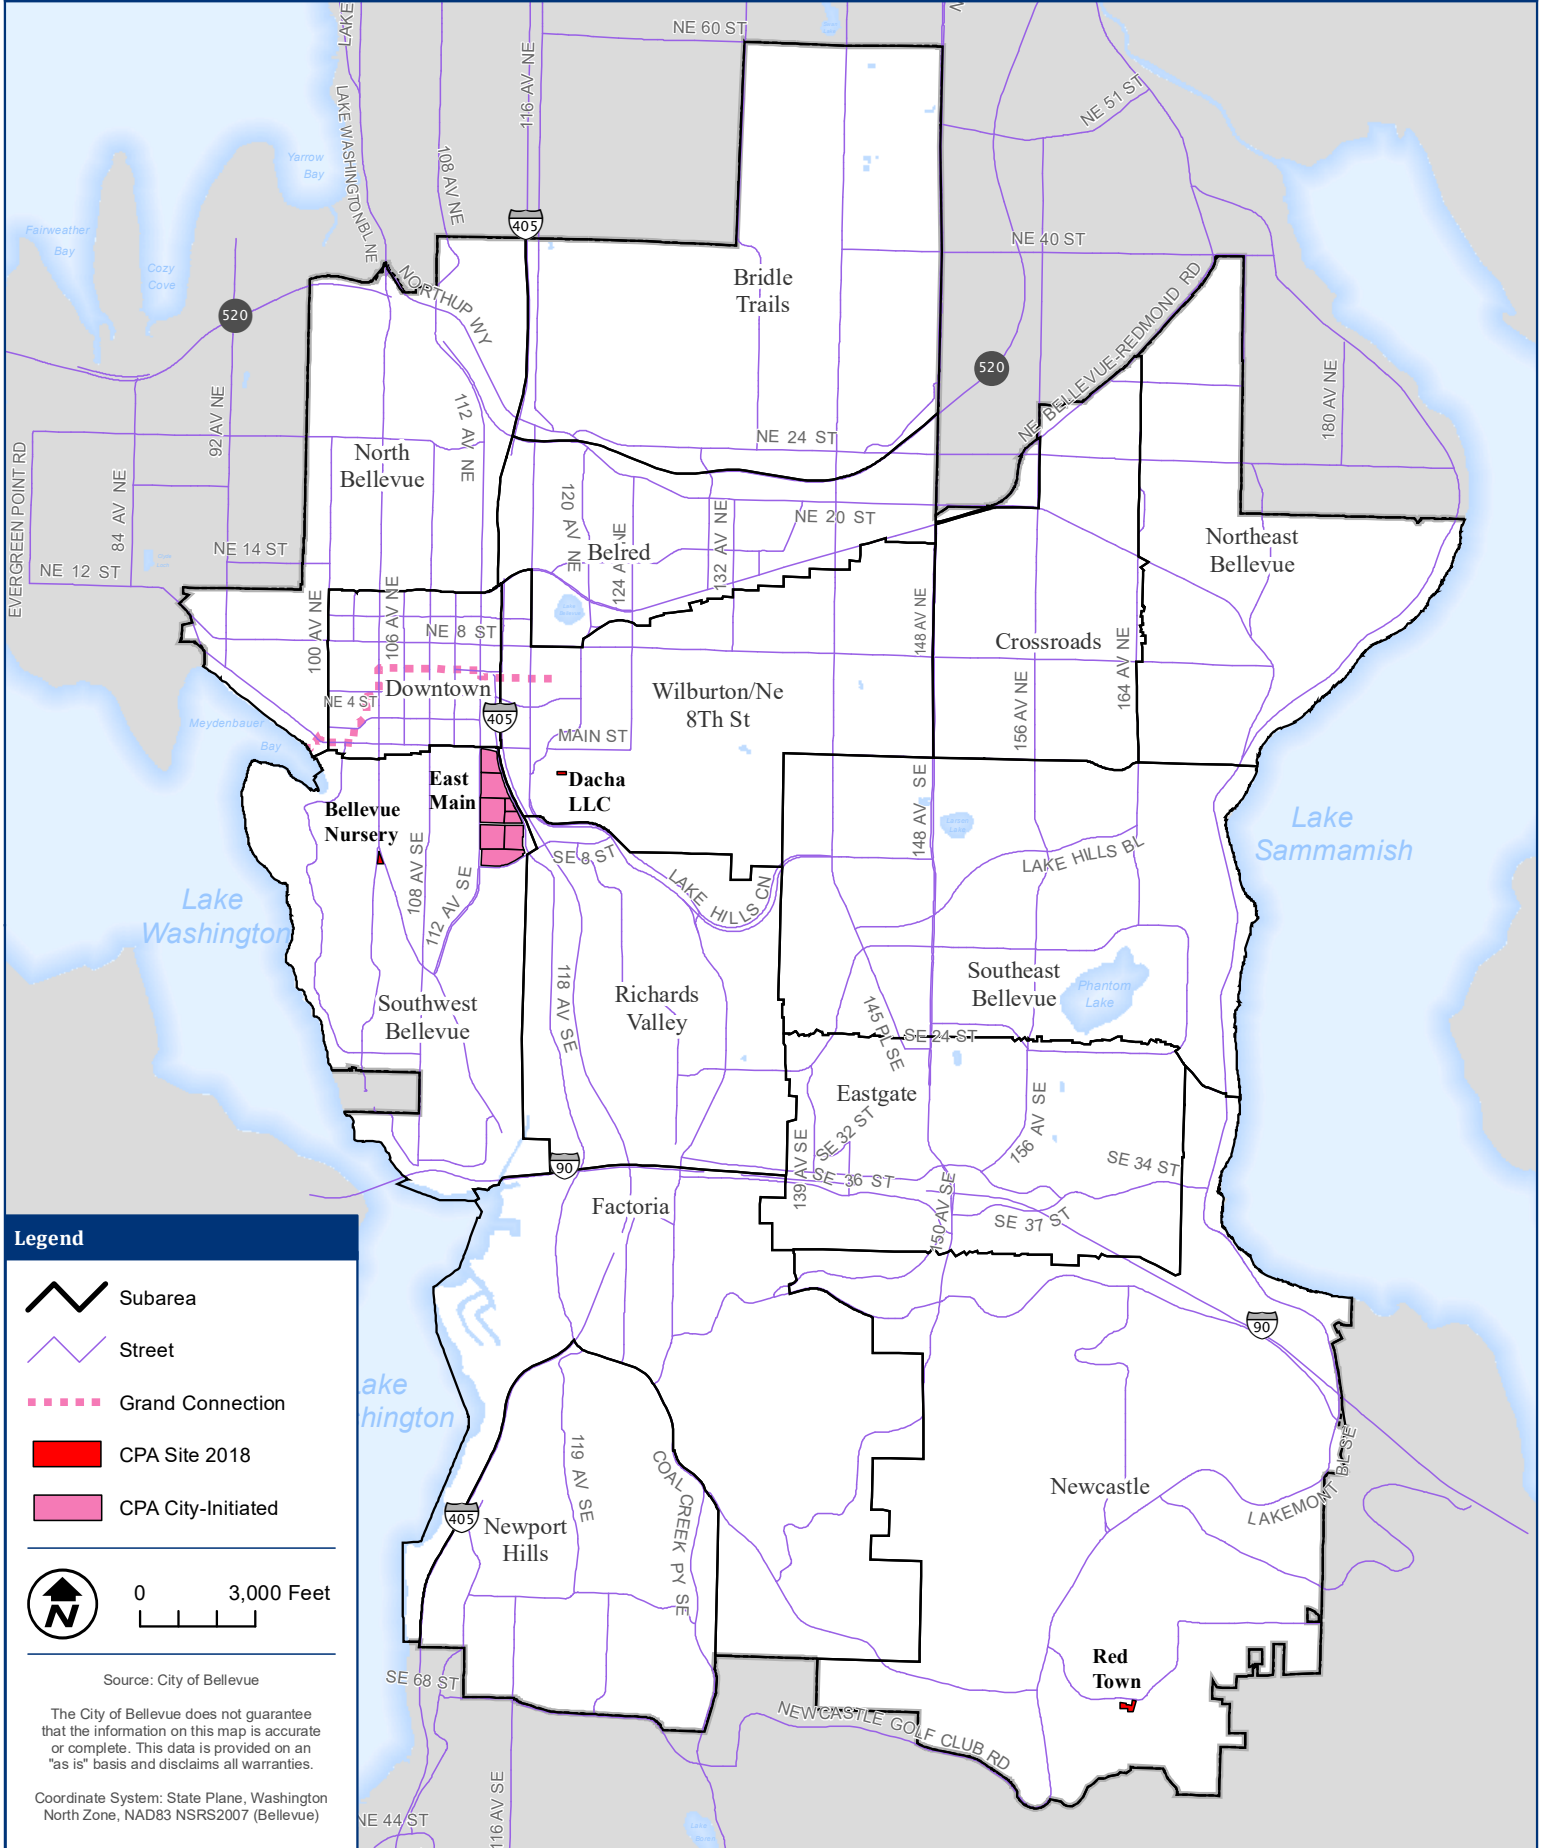 NE 60 ST
LAKE
LAKE WASHINGTON BL NE
116 AV NE
108 AV NE
NE 51 ST
Yarrow
Bay
Fairweather
Bay
Cozy
Cove
405
NE 40 ST
Bridle
Trails
NORTHUP WY
520
520
NE BELLEVUE-REDMOND RD
92 AV NE
180 AV NE
112 AV NE
NE 24 ST
North
Bellevue
EVERGREEN POINT RD
84 AV NE
120 AV NE
124 AV NE
132 AV NE
NE 20 ST
Belred
Northeast
Bellevue
NE 14 ST
NE 12 ST
100 AV NE
106 AV NE
NE 8 ST
148 AV NE
Crossroads
164 AV NE
156 AV NE
Downtown
NE 4 ST
Wilburton/Ne
8Th St
405
MAIN ST
Meydenbauer
Bay
East
Main
Dacha
LLC
Bellevue
Nursery
148 AV SE
Lake
Sammamish
SE 8 ST
LAKE HILLS CN
LAKE HILLS BL
108 AV SE
112 AV SE
Lake
Washington
118 AV SE
Richards
Valley
Southeast
Bellevue
Phantom
Lake
Southwest
Bellevue
145 PL SE
SE 24 ST
Eastgate
156 AV SE
SE 32 ST
139 AV SE
SE 34 ST
90
SE 36 ST
150 AV SE
SE 37 ST
Factoria
90
ake
hington
119 AV SE
COAL CREEK PY SE
Newcastle
LAKEMONT BL SE
405
Newport
Hills
Red
Town
SE 68 ST
NEWCASTLE GOLF CLUB RD
116 AV SE
NE 44 ST
Legend
Subarea
Street
Grand Connection
CPA Site 2018
CPA City-Initiated
N
0 3,000 Feet
Source: City of Bellevue
The City of Bellevue does not guarantee
that the information on this map is accurate
or complete. This data is provided on an
"as is" basis and disclaims all warranties.
Coordinate System: State Plane, Washington
North Zone, NAD83 NSRS2007 (Bellevue)